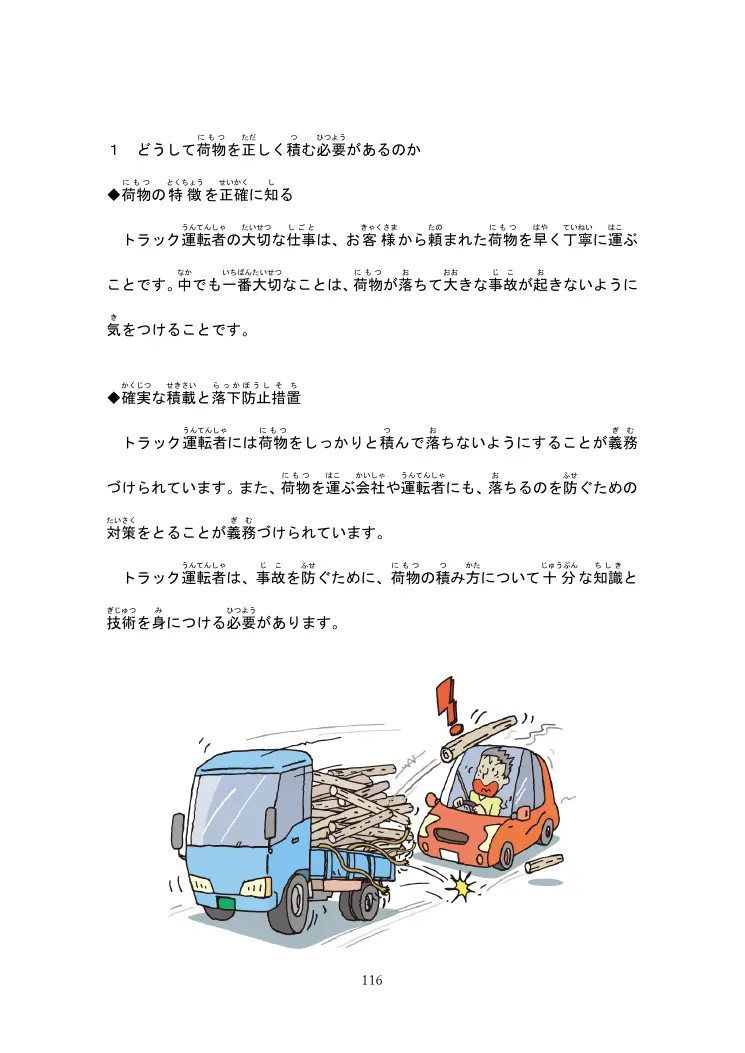 １　どうして荷物を正しく積む必要があるのか
◆荷物の特徴を正確に知る
　トラック運転者の大切な仕事は、お客様から頼まれた荷物を早く丁寧に運ぶ
ことです。中でも一番大切なことは、荷物が落ちて大きな事故が起きないように
気をつけることです。
◆確実な積載と落下防止措置
　トラック運転者には荷物をしっかりと積んで落ちないようにすることが義務
づけられています。また、荷物を運ぶ会社や運転者にも、落ちるのを防ぐための
対策をとることが義務づけられています。
　トラック運転者は、事故を防ぐために、荷物の積み方について十分な知識と
技術を身につける必要があります。
116